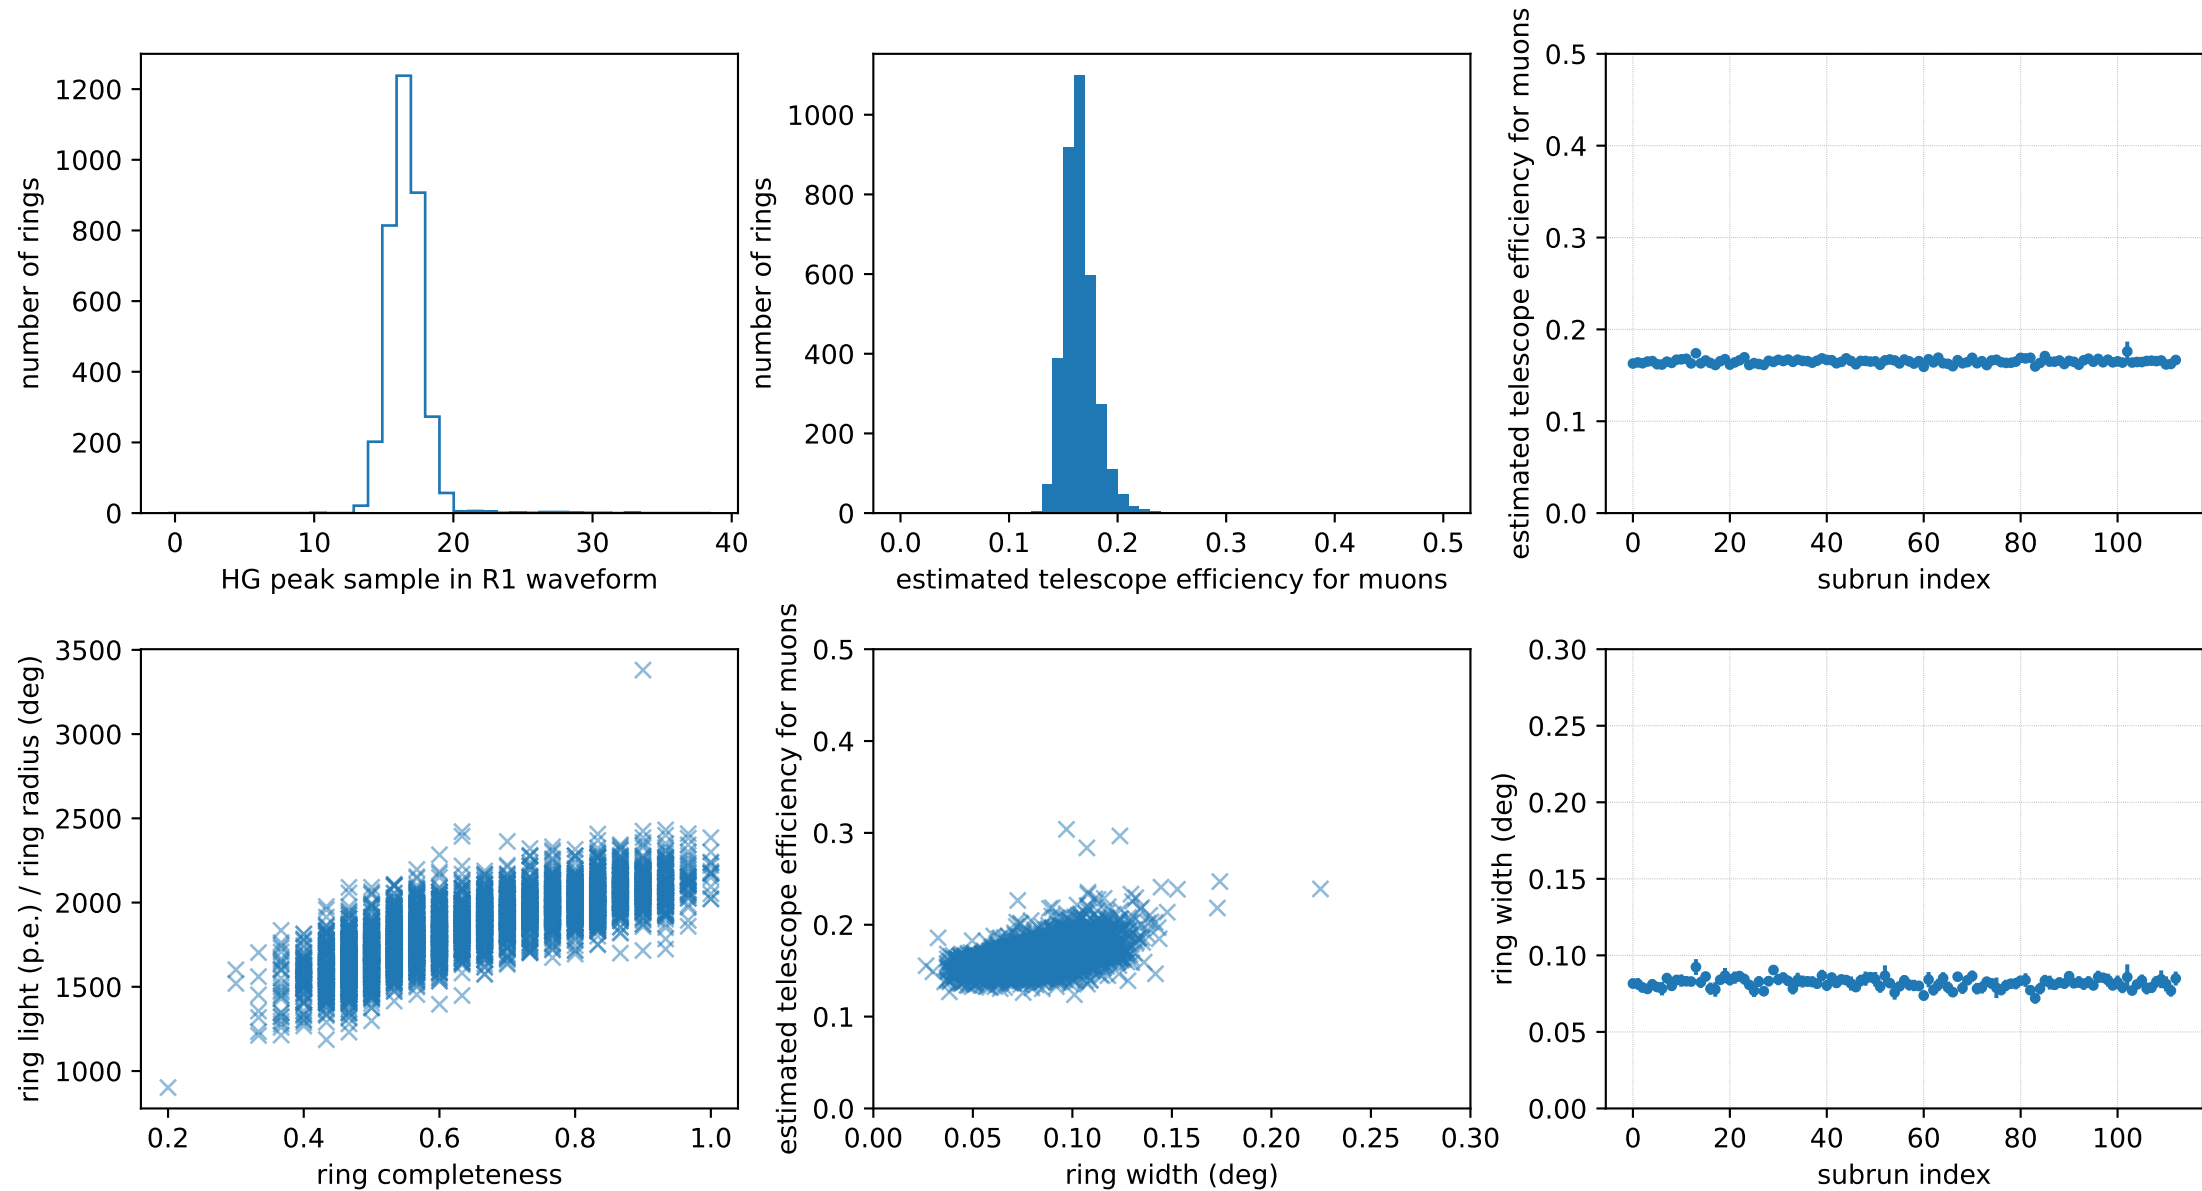 number of rings
1200
1000
800
600
400
200
0
0 10 20 30 40
HG peak sample in R1 waveform
number of rings
1000
800
600
400
200
0
0.0 0.1 0.2 0.3 0.4 0.5
estimated telescope efficiency for muons
estimated telescope efficiency for muons
0.5
0.4
0.3
0.2
0.1
0.0
0 20 40 60 80 100
subrun index
ring light (p.e.) / ring radius (deg)
3500
3000
2500
2000
1500
1000
0.2 0.4 0.6 0.8 1.0
ring completeness
estimated telescope efficiency for muons
0.5
0.4
0.3
0.2
0.1
0.0
0.00 0.05 0.10 0.15 0.20 0.25 0.30
ring width (deg)
ring width (deg)
0.30
0.25
0.20
0.15
0.10
0.05
0.00
0 20 40 60 80 100
subrun index